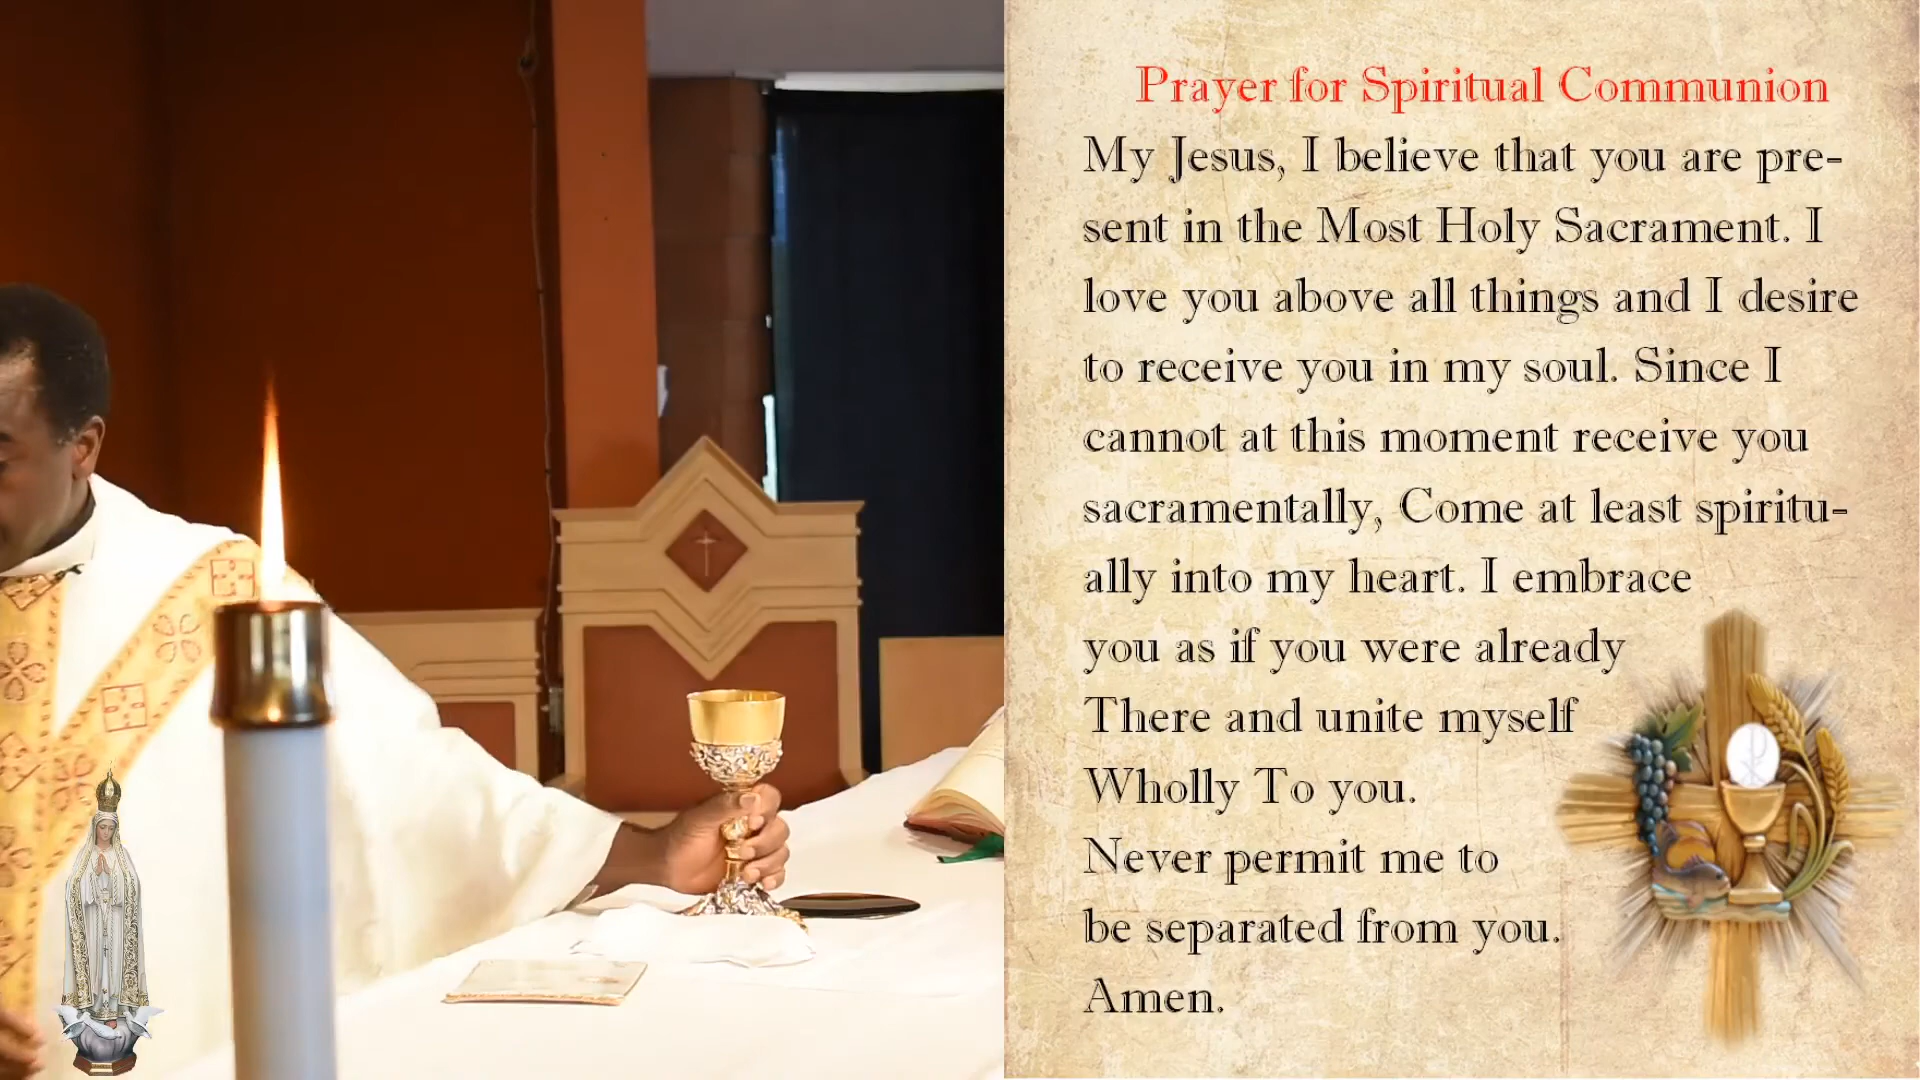 Prayer for Spiritual Communion
My Jesus, I believe that you are pre-
sent in the Most Holy Sacrament. I
love you above all things and I desire
to receive you in my soul. Since I
cannot at this moment receive you
sacramentally, Come at least spiritu-
ally into my heart. I embrace
you as if you were already
There and unite myself
Wholly To you.
Never permit me to
be separated from you.
Amen.